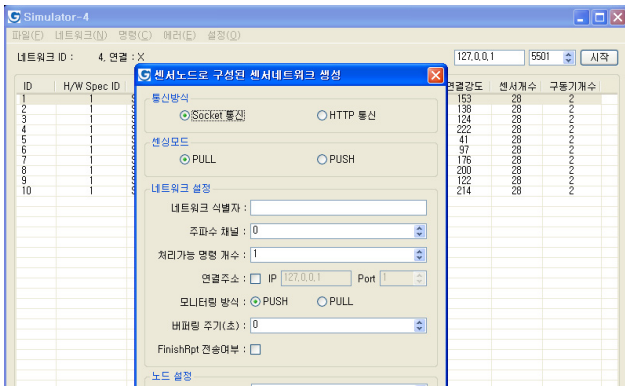 Simulator-4
파일(F) 네트워크(N) 명령(C) 에러(E) 설정(O)
네트워크 ID : 4, 연결 : X 127,0,0,1 5501 시작
센서노드로 구성된 센서네트워크 생성
ID H/W Spec ID 연결강도 센서개수 구동기개수
1 1 S 153 28 2
2 1 S 138 28 2
3 1 S 124 28 2
4 1 S 222 28 2
5 1 S 41 28 2
6 1 S 97 28 2
7 1 S 176 28 2
8 1 S 200 28 2
9 1 S 122 28 2
10 1 S 214 28 2
통신방식
Socket 통신 HTTP 통신
센싱모드
PULL PUSH
네트워크 설정
네트워크 식별자 :
주파수 채널 : 0
처리가능 명령 개수 : 1
연결주소 : IP 127,0,0,1 Port 1
모니터링 방식 : PUSH PULL
버퍼링 주기(초) : 0
FinishRpt 전송여부 :
노드 설정